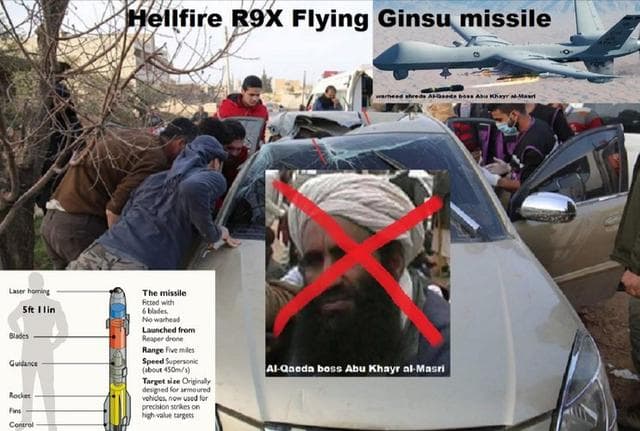 Hellfire R9X Flying Ginsu missile
warhead shreds Al-Qaeda boss Abu Khayr al-Masri
Al-Qaeda boss Abu Khayr al-Masri
Laser homing
5ft 11in
Blades
Guidance
Rocket
Fins
Control
The missile
Fitted with
6 blades.
No warhead
Launched from
Reaper drone
Range Five miles
Speed Supersonic
(about 450m/s)
Target size Originally
designed for armoured
vehicles, now used for
precision strikes on
high-value targets